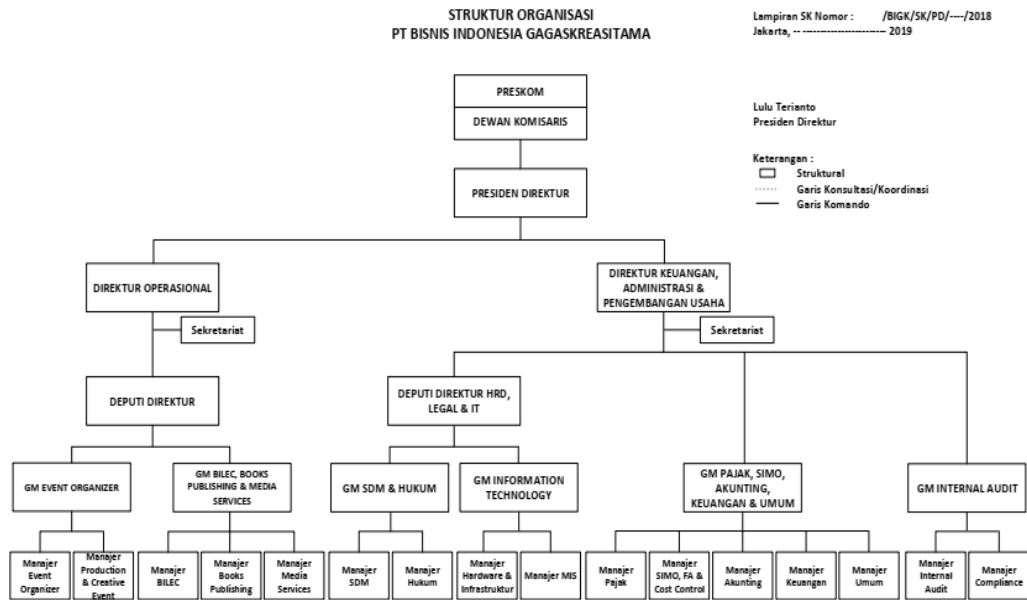 STRUKTUR ORGANISASI
PT BISNIS INDONESIA GAGASKREASITAMA
Lampiran SK Nomor : /BIGK/SK/PD/----/2018
Jakarta, -- ---------------------- 2019
Lulu Terianto
Presiden Direktur
Keterangan :
Struktural
Garis Konsultasi/Koordinasi
Garis Komando
PRESKOM
DEWAN KOMISARIS
PRESIDEN DIREKTUR
DIREKTUR OPERASIONAL
DIREKTUR KEUANGAN,
ADMINISTRASI &
PENGEMBANGAN USAHA
Sekretariat
Sekretariat
DEPUTI DIREKTUR
DEPUTI DIREKTUR HRD,
LEGAL & IT
GM EVENT ORGANIZER
GM BILEC, BOOKS
PUBLISHING & MEDIA
SERVICES
GM SDM & HUKUM
GM INFORMATION
TECHNOLOGY
GM PAJAK, SIMO,
AKUNTING,
KEUANGAN & UMUM
GM INTERNAL AUDIT
Manajer
Event
Organizer
Manajer
Production
& Creative
Event
Manajer
BILEC
Manajer
Books
Publishing
Manajer
Media
Services
Manajer
SDM
Manajer
Hukum
Manajer
Hardware &
Infrastruktur
Manajer MIS
Manajer
Pajak
Manajer
SIMO, FA &
Cost Control
Manajer
Akunting
Manajer
Keuangan
Manajer
Umum
Manajer
Internal
Audit
Manajer
Compliance